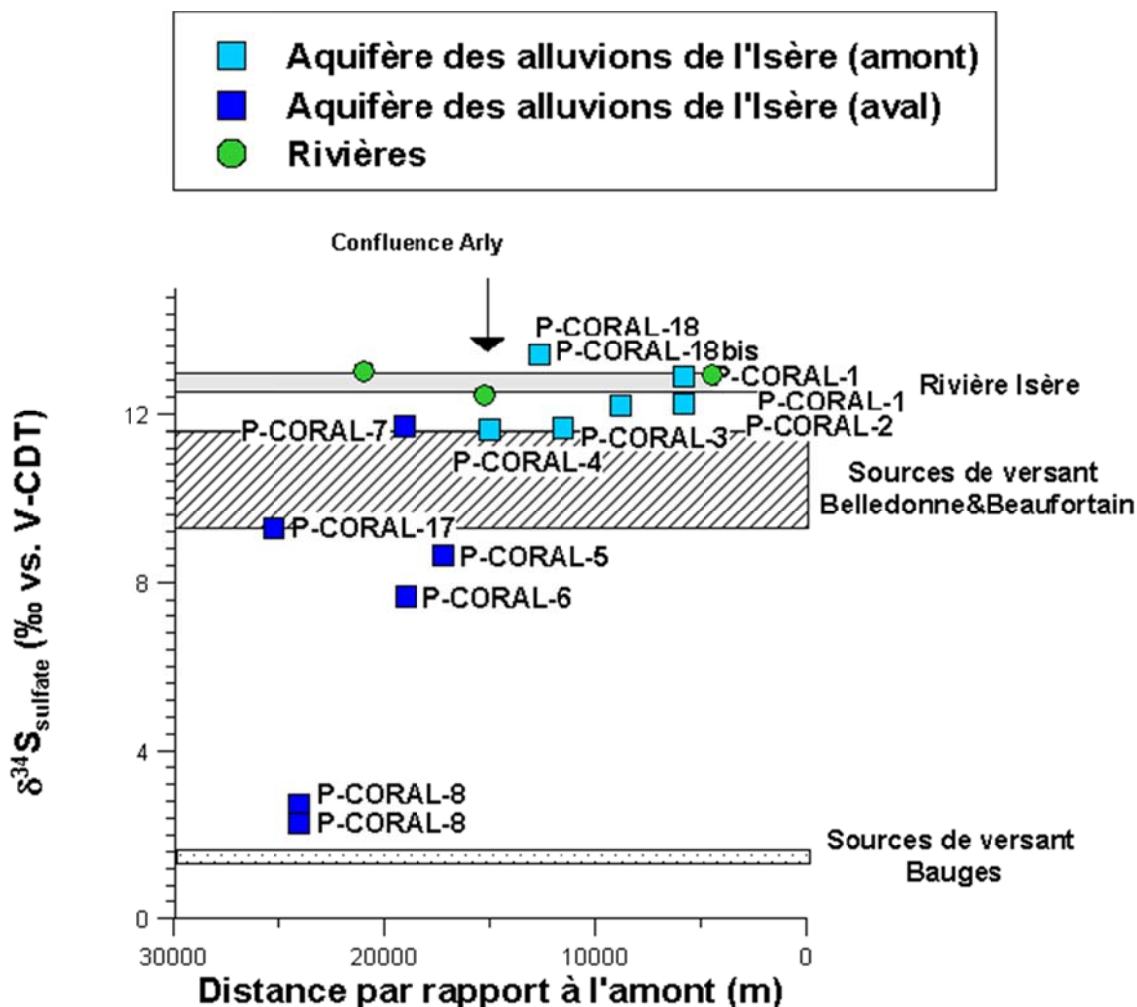 Aquifère des alluvions de l'Isère (amont)
Aquifère des alluvions de l'Isère (aval)
Rivières
Confluence Arly
P-CORAL-18
P-CORAL-18bis
P-CORAL-1
Rivière Isère
P-CORAL-1
12
P-CORAL-2
P-CORAL-7
P-CORAL-3
P-CORAL-4
Sources de versant
Belledonne&Beaufortain
P-CORAL-17
P-CORAL-5
8
P-CORAL-6
δ34Ssulfate (‰ vs. V-CDT)
4
P-CORAL-8
P-CORAL-8
Sources de versant
Bauges
0
30000 20000 10000 0
Distance par rapport à l'amont (m)